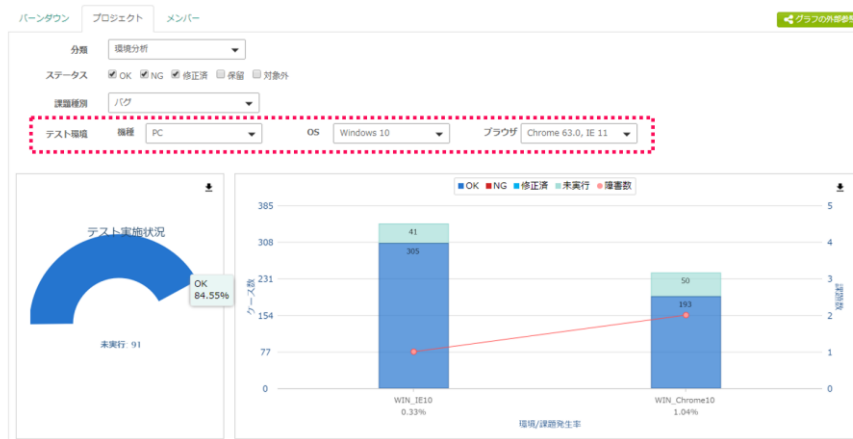 バーンダウン プロジェクト メンバー
グラフの外部参照
分類 環境分析
ステータス OK NG 修正済 保留 対象外
課題種別 バグ
テスト環境 機種 PC OS Windows 10 ブラウザ Chrome 63.0, IE 11
テスト実施状況
OK
84.55%
未実行: 91
OK NG 修正済 未実行 障害数
385
308
231
154
77
0
ケース数
41
305
50
193
5
4
3
2
1
0
課題数
WIN_IE10
0.33%
WIN_Chrome10
1.04%
環境/課題発生率